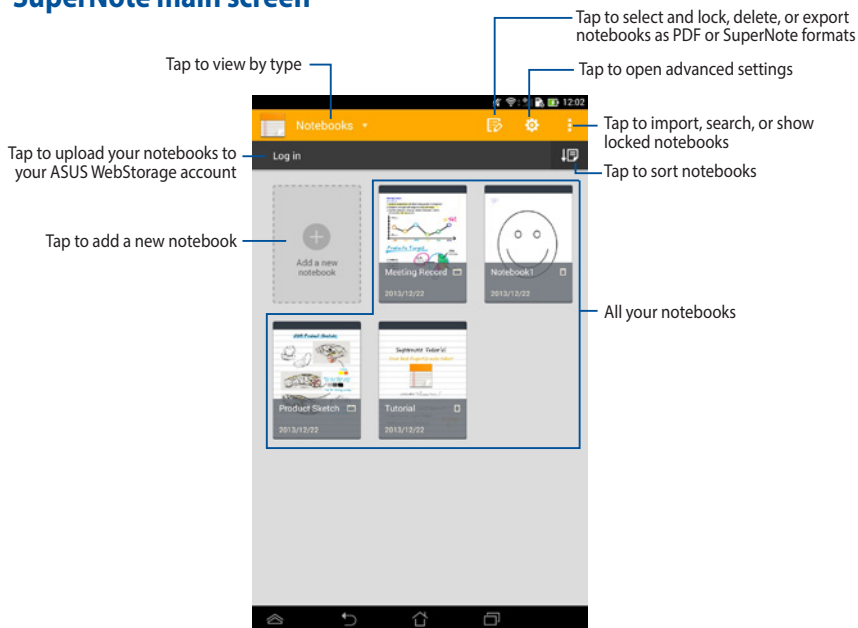 SuperNote main screen
Tap to select and lock, delete, or export
notebooks as PDF or SuperNote formats
Tap to view by type
Tap to open advanced settings
12:02
Notebooks
Tap to import, search, or show
locked notebooks
Tap to upload your notebooks to
your ASUS WebStorage account
Log in
Tap to sort notebooks
Tap to add a new notebook
Add a new
notebook
Products Target
Meeting Record
2013/12/22
Notebook1
2013/12/22
All your notebooks
Product Sketch
2013/12/22
Supernote Tutorial
Tutorial
2013/12/22